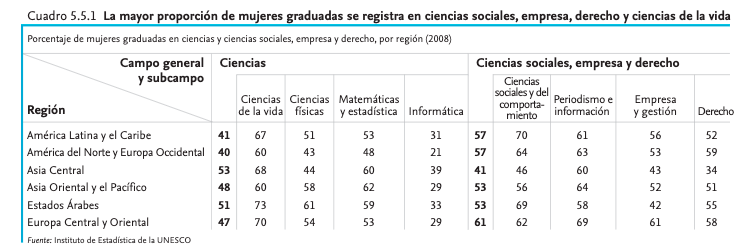 Cuadro 5.5.1 La mayor proporción de mujeres graduadas se registra en ciencias sociales, empresa, derecho y ciencias de la vida
Porcentaje de mujeres graduadas en ciencias y ciencias sociales, empresa y derecho, por región (2008)
Campo general y subcampo
Ciencias
Ciencias sociales, empresa y derecho
Región
Ciencias de la vida
Ciencias físicas
Matemáticas y estadística
Informática
Ciencias sociales y del comporta-miento
Periodismo e información
Empresa y gestión
Derecho
América Latina y el Caribe 41 67 51 53 31 57 70 61 56 52
América del Norte y Europa Occidental 40 60 43 48 21 57 64 63 53 59
Asia Central 53 68 44 60 39 41 46 60 43 34
Asia Oriental y el Pacífico 48 60 58 62 29 53 56 64 52 51
Estados Árabes 51 73 61 59 33 53 69 58 42 55
Europa Central y Oriental 47 70 54 53 29 61 62 69 61 58
Fuente: Instituto de Estadística de la UNESCO